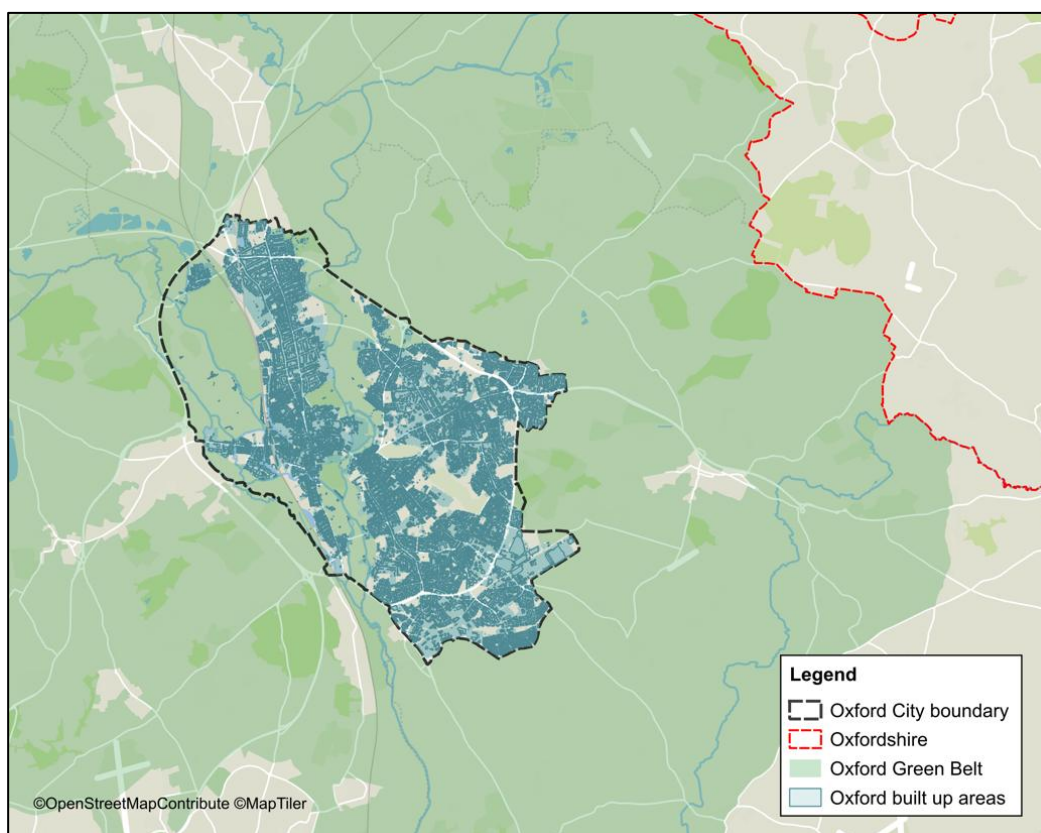 Legend
Oxford City boundary
Oxfordshire
Oxford Green Belt
Oxford built up areas
©OpenStreetMapContribute ©MapTiler